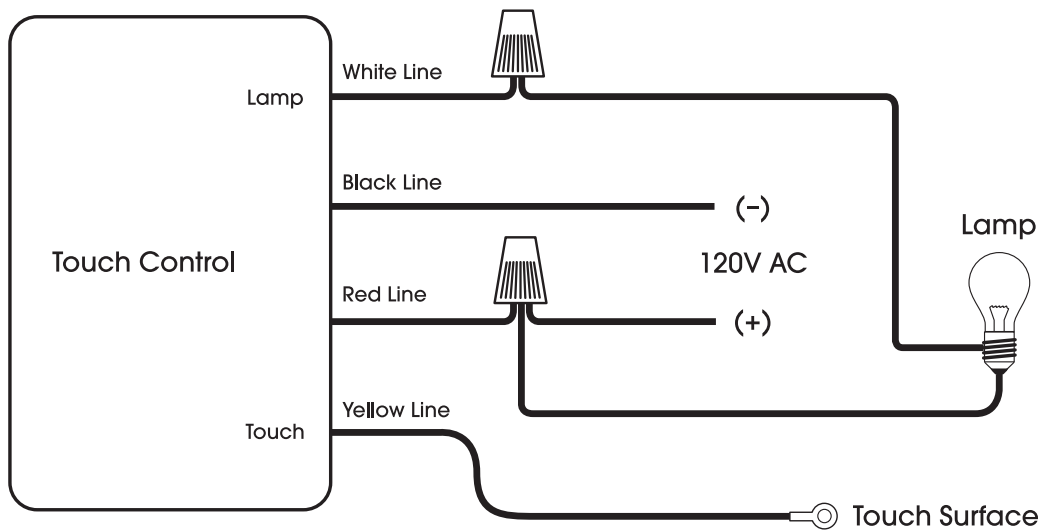 White Line
Lamp
Black Line
(−)
Lamp
Touch Control
120V AC
Red Line
(+)
Yellow Line
Touch
Touch Surface